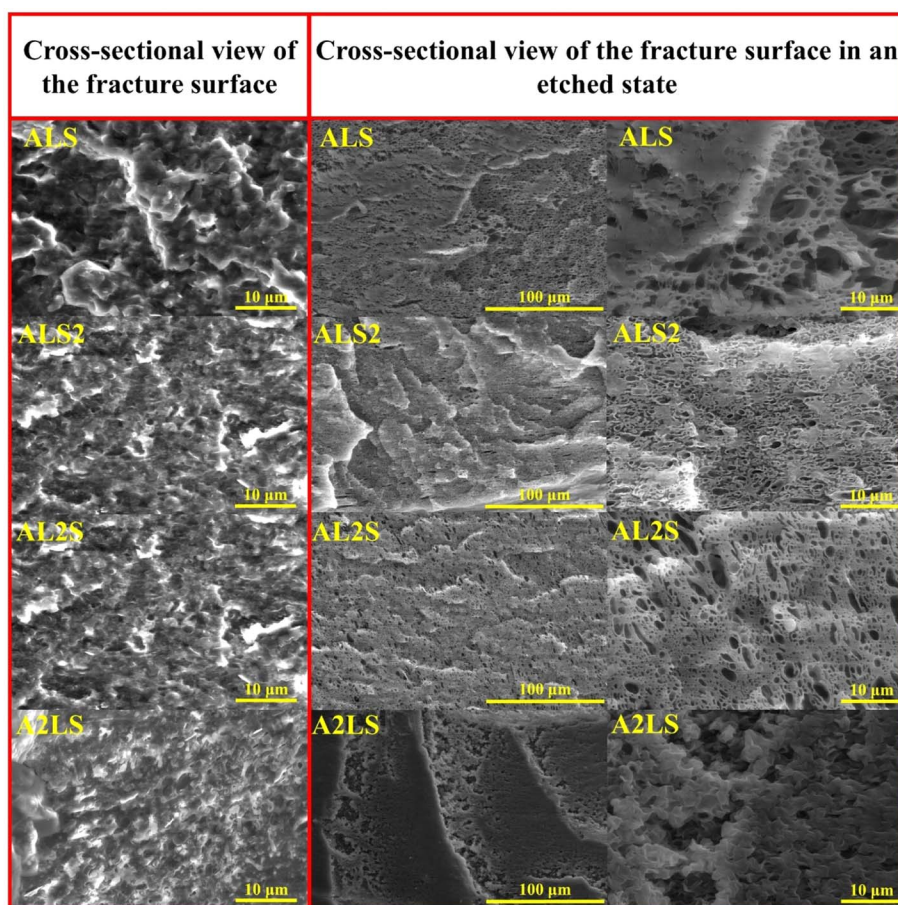 Cross-sectional view of
the fracture surface
Cross-sectional view of the fracture surface in an
etched state
ALS
10 µm
ALS
100 µm
ALS
10 µm
ALS2
10 µm
ALS2
100 µm
ALS2
10 µm
AL2S
10 µm
AL2S
100 µm
AL2S
10 µm
A2LS
10 µm
A2LS
100 µm
A2LS
10 µm